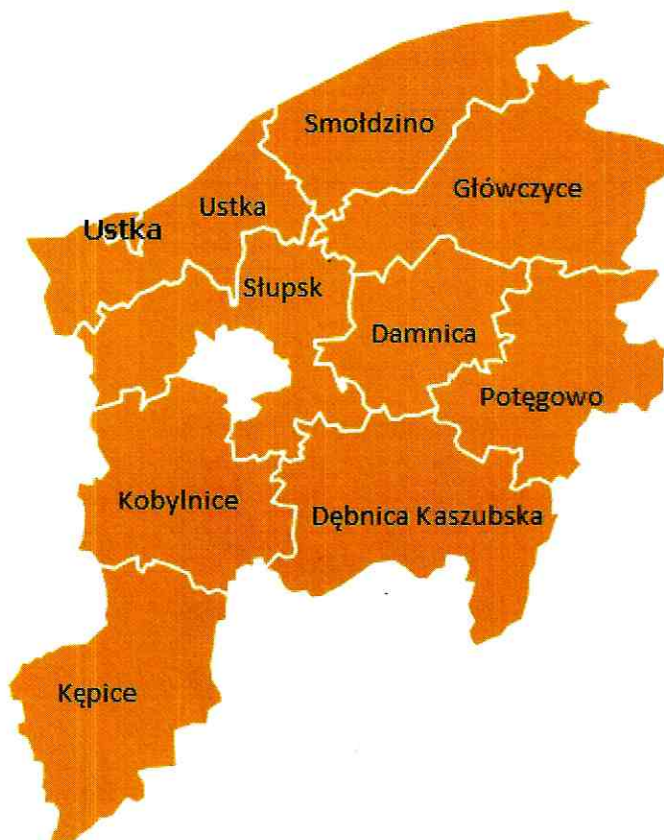 Smołdzino
Główczyce
Ustka
Ustka
Słupsk
Damnica
Potęgowo
Kobylnice
Dębnica Kaszubska
Kępice